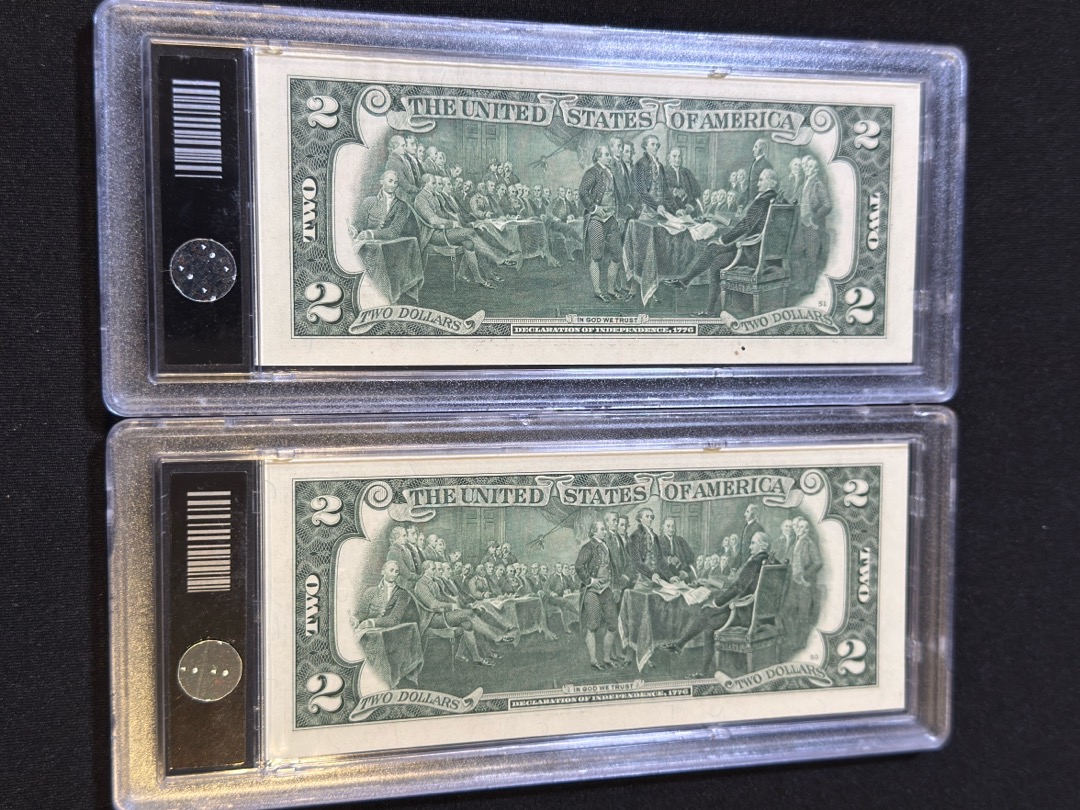 2 THE UNITED STATES OF AMERICA 2
TWO TWO
51
2 TWO DOLLARS IN GOD WE TRUST TWO DOLLARS 2
DECLARATION OF INDEPENDENCE, 1776
2 THE UNITED STATES OF AMERICA 2
TWO TWO
2 TWO DOLLARS IN GOD WE TRUST TWO DOLLARS 2
DECLARATION OF INDEPENDENCE, 1776